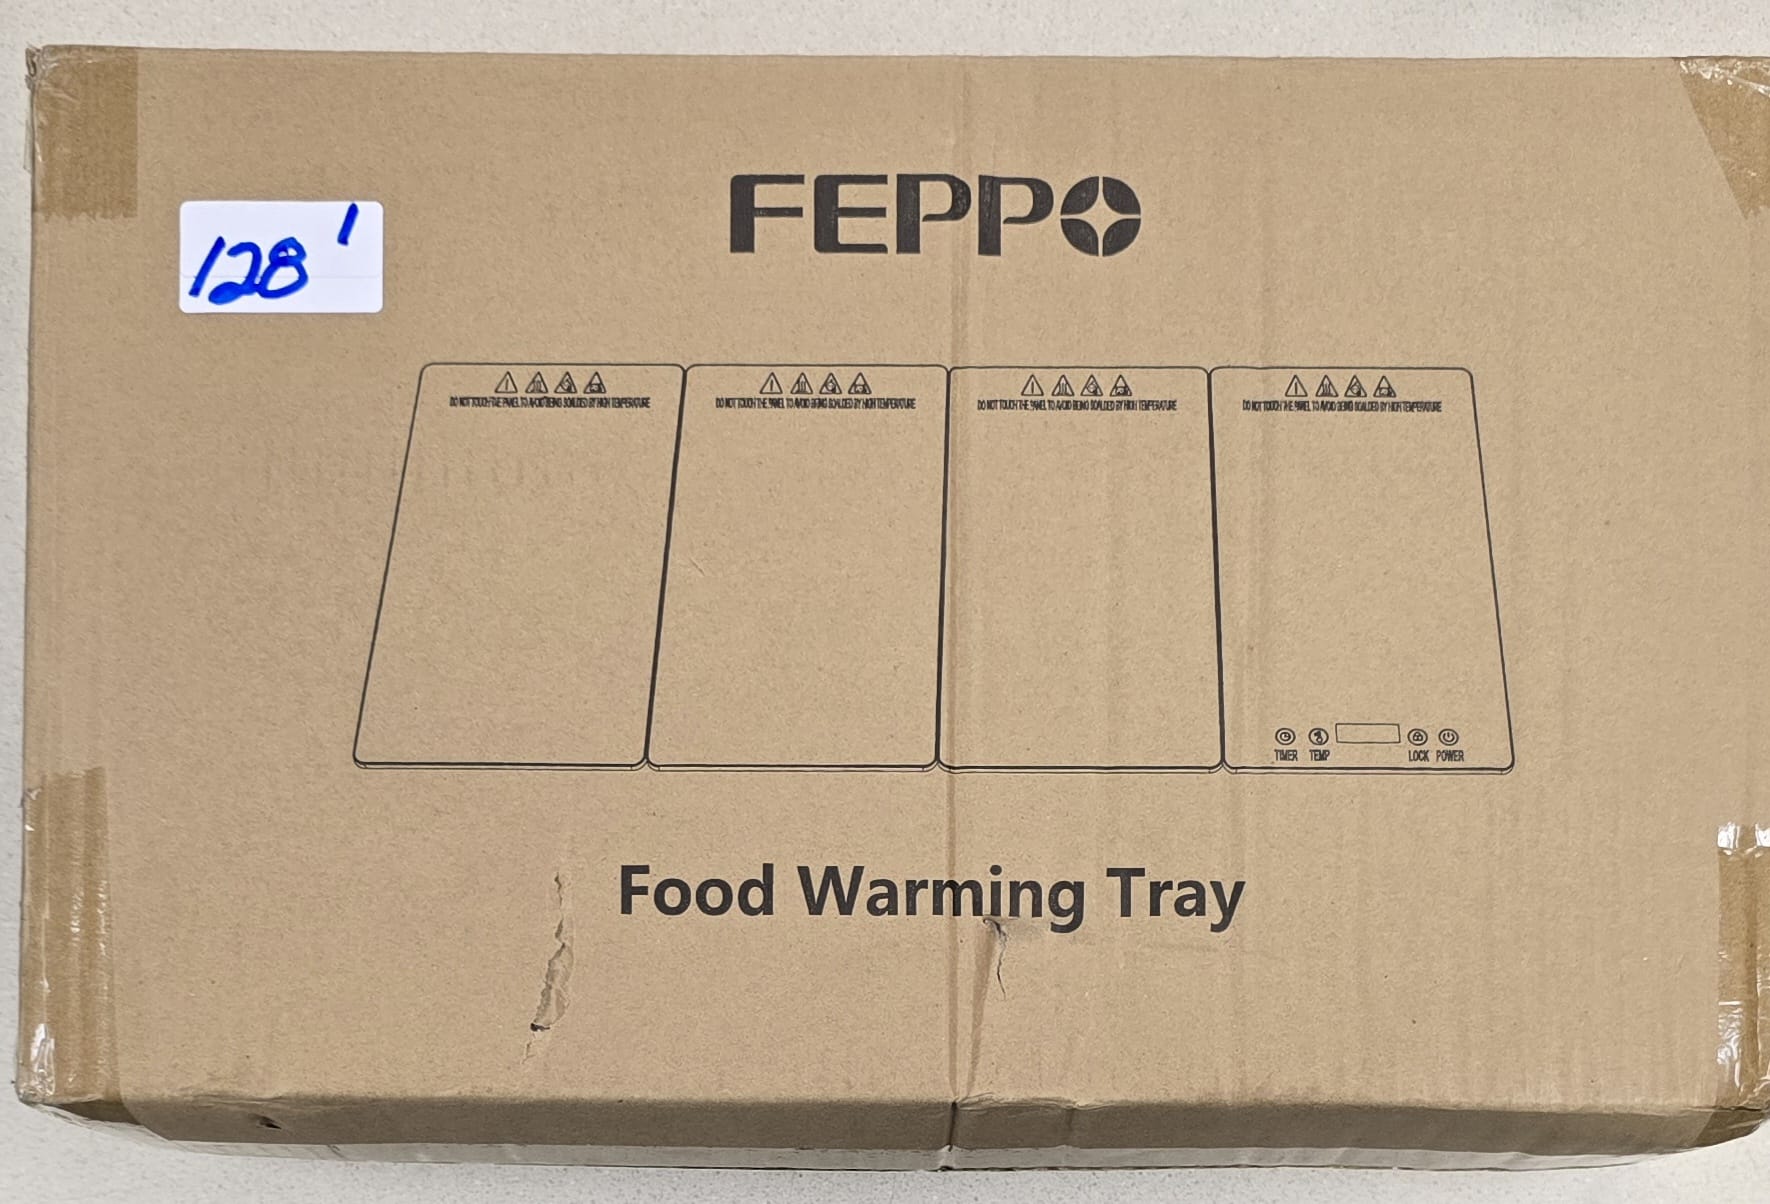 FEPPO
128 1
DO NOT TOUCH THE PANEL TO AVOID BEING SCALDED BY HIGH TEMPERATURE
DO NOT TOUCH THE PANEL TO AVOID BEING SCALDED BY HIGH TEMPERATURE
DO NOT TOUCH THE PANEL TO AVOID BEING SCALDED BY HIGH TEMPERATURE
DO NOT TOUCH THE PANEL TO AVOID BEING SCALDED BY HIGH TEMPERATURE
TIMER TEMP LOCK POWER
Food Warming Tray